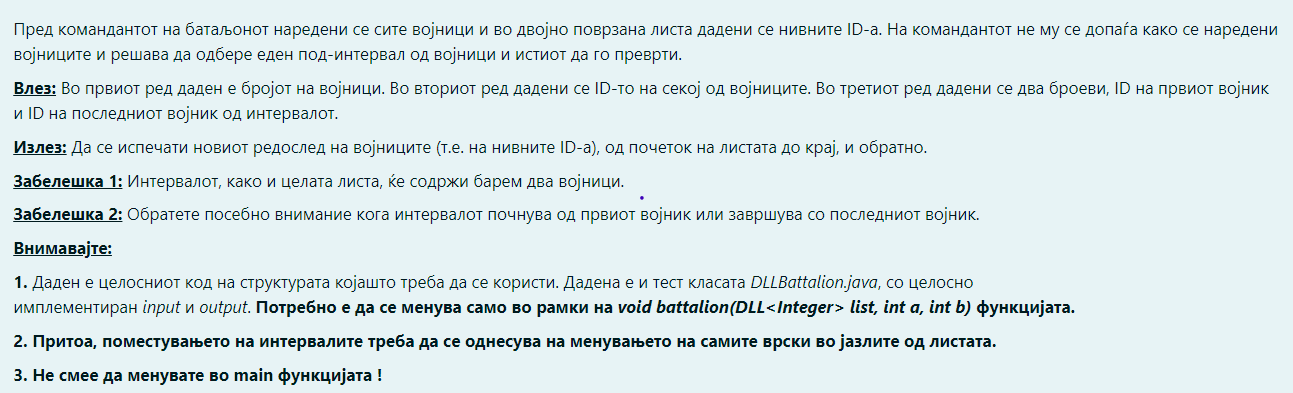 Пред командантот на батаљонот наредени се сите војници и во двојно поврзана листа дадени се нивните ID-а. На командантот не му се допаѓа како се наредени
војниците и решава да одбере еден под-интервал од војници и истиот да го преврти.
Влез: Во првиот ред даден е бројот на војници. Во вториот ред дадени се ID-то на секој од војниците. Во третиот ред дадени се два броеви, ID на првиот војник
и ID на последниот војник од интервалот.
Излез: Да се испечати новиот редослед на војниците (т.е. на нивните ID-а), од почеток на листата до крај, и обратно.
Забелешка 1: Интервалот, како и целата листа, ќе содржи барем два војници.
Забелешка 2: Обратете посебно внимание кога интервалот почнува од првиот војник или завршува со последниот војник.
Внимавајте:
1. Даден е целосниот код на структурата којашто треба да се користи. Дадена е и тест класата DLLBattalion.java, со целосно
имплементиран input и output. Потребно е да се менува само во рамки на void battalion(DLL<Integer> list, int a, int b) функцијата.
2. Притоа, поместувањето на интервалите треба да се однесува на менувањето на самите врски во јазлите од листата.
3. Не смее да менувате во main функцијата !